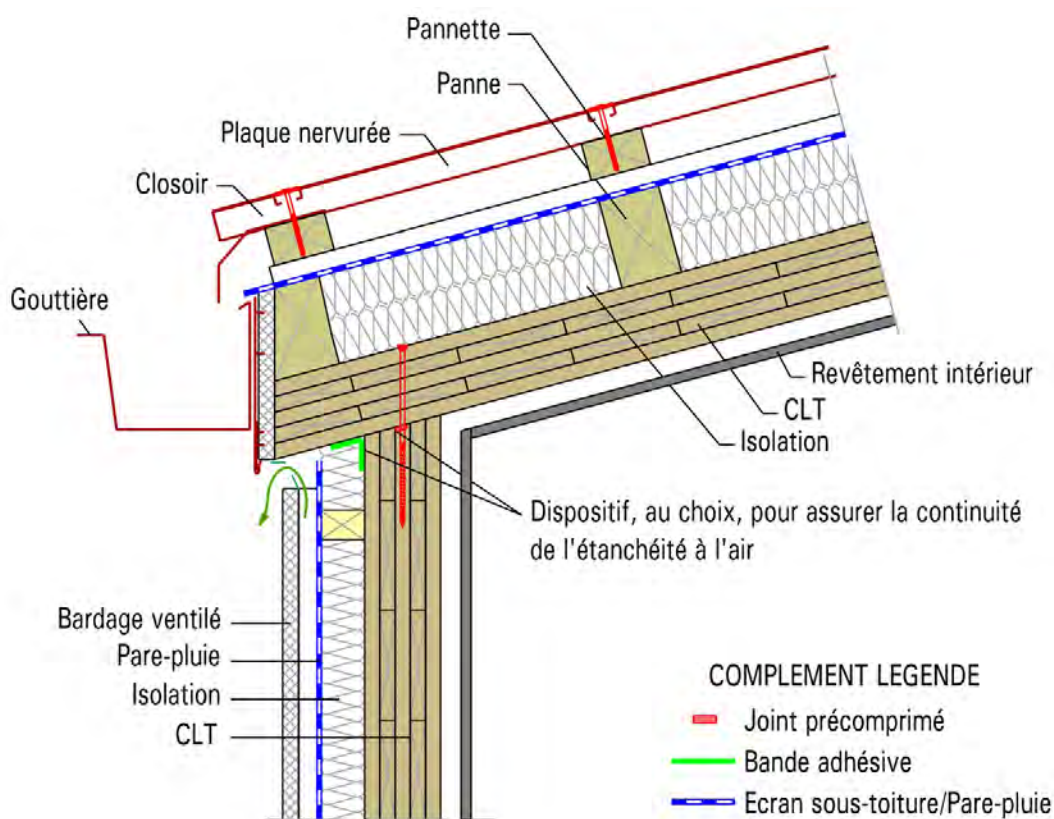 Pannette
Panne
Plaque nervurée
Closoir
Gouttière
Revêtement intérieur
CLT
Isolation
Dispositif, au choix, pour assurer la continuité
de l'étanchéité à l'air
Bardage ventilé
Pare-pluie
Isolation
CLT
COMPLEMENT LEGENDE
Joint précomprimé
Bande adhésive
Ecran sous-toiture/Pare-pluie